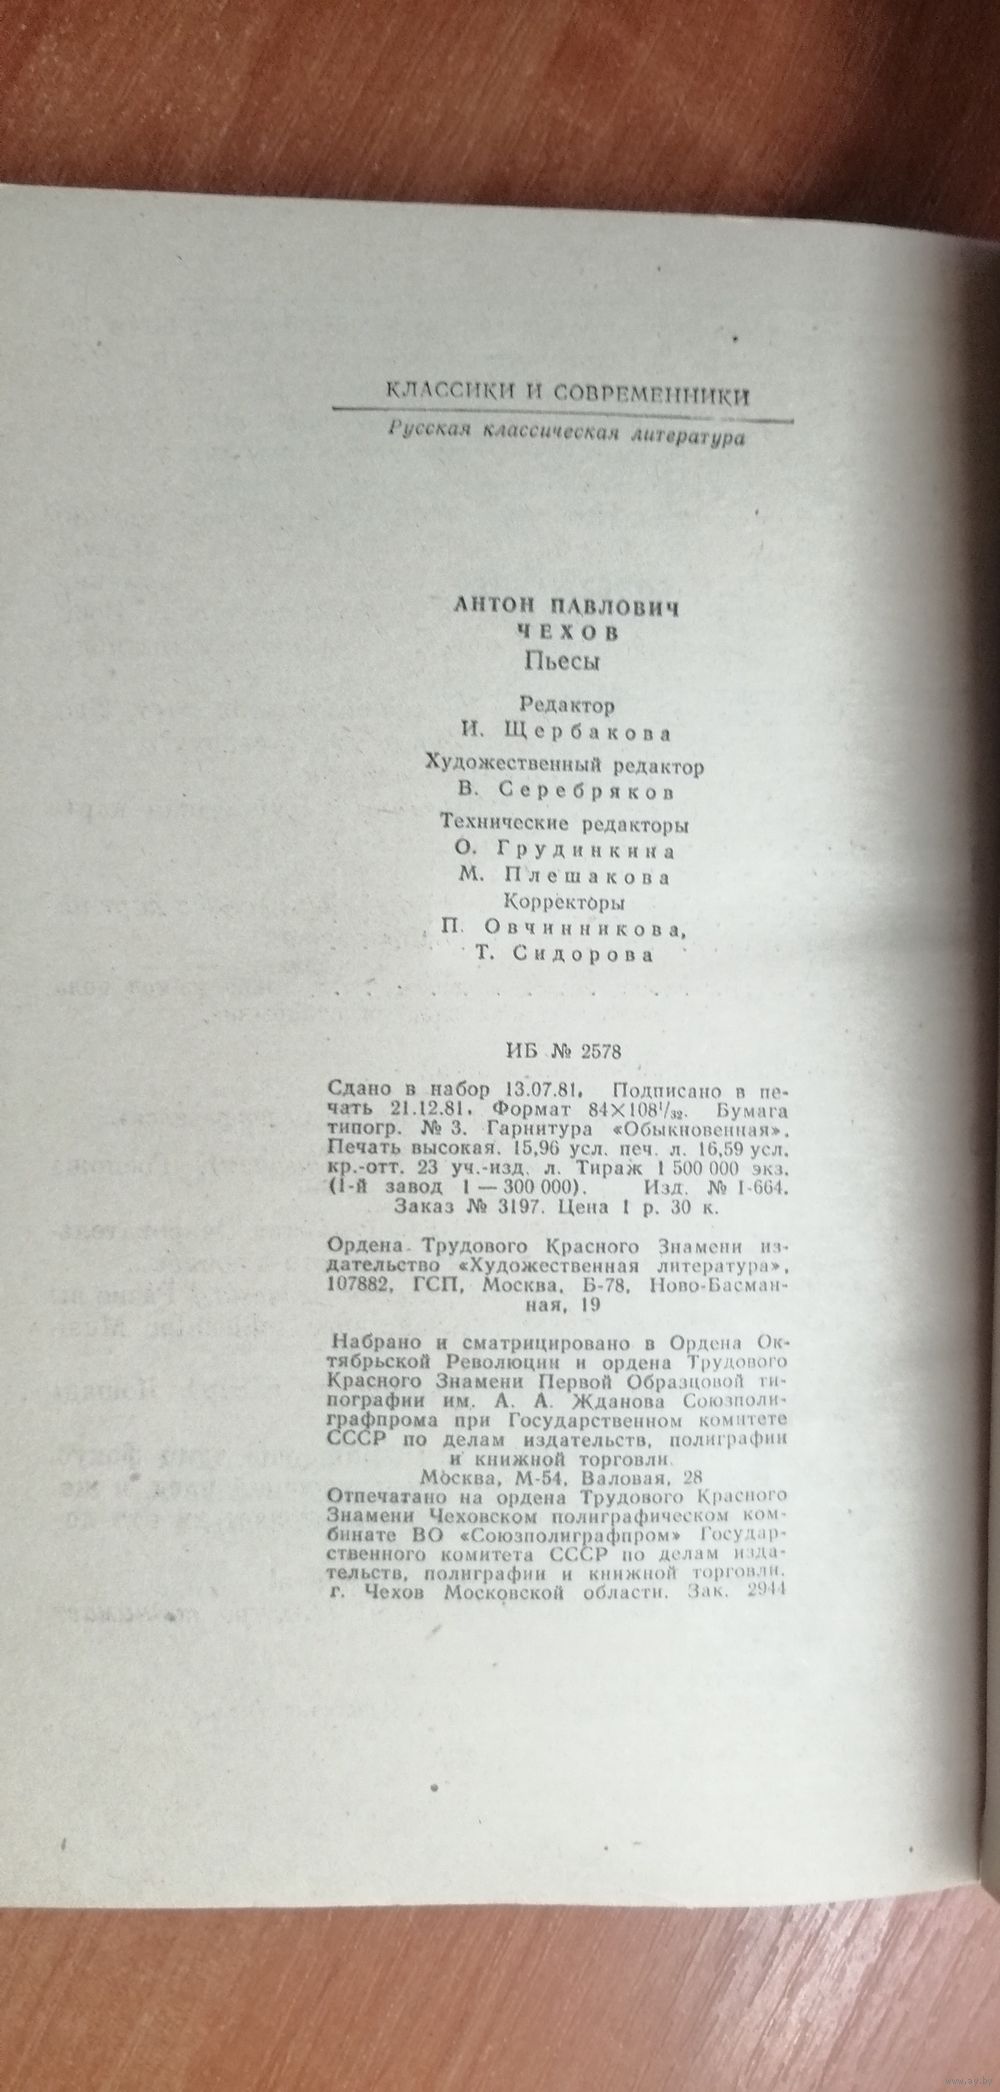 КЛАССИКИ И СОВРЕМЕННИКИ
Русская классическая литература
АНТОН ПАВЛОВИЧ
ЧЕХОВ
Пьесы
Редактор
И. Щербакова
Художественный редактор
В. Серебряков
Технические редакторы
О. Грудинкина
М. Плешакова
Корректоры
П. Овчинникова,
Т. Сидорова
ИБ № 2578
Сдано в набор 13.07.81. Подписано в пе-
чать 21.12.81. Формат 84×108¹/₃₂. Бумага
типогр. № 3. Гарнитура «Обыкновенная».
Печать высокая. 15,96 усл. печ. л. 16,59 усл.
кр.-отт. 23 уч.-изд. л. Тираж 1 500 000 экз.
(1-й завод 1 — 300 000). Изд. № 1-664.
Заказ № 3197. Цена 1 р. 30 к.
Ордена Трудового Красного Знамени из-
дательство «Художественная литература»,
107882, ГСП, Москва, Б-78, Ново-Басман-
ная, 19
Набрано и сматрицировано в Ордена Ок-
тябрьской Революции и ордена Трудового
Красного Знамени Первой Образцовой ти-
пографии им. А. А. Жданова Союзполи-
графпрома при Государственном комитете
СССР по делам издательств, полиграфии
и книжной торговли.
Москва, М-54, Валовая, 28
Отпечатано на ордена Трудового Красного
Знамени Чеховском полиграфическом ком-
бинате ВО «Союзполиграфпром» Государ-
ственного комитета СССР по делам изда-
тельств, полиграфии и книжной торговли.
г. Чехов Московской области. Зак. 2944
www.ay.by